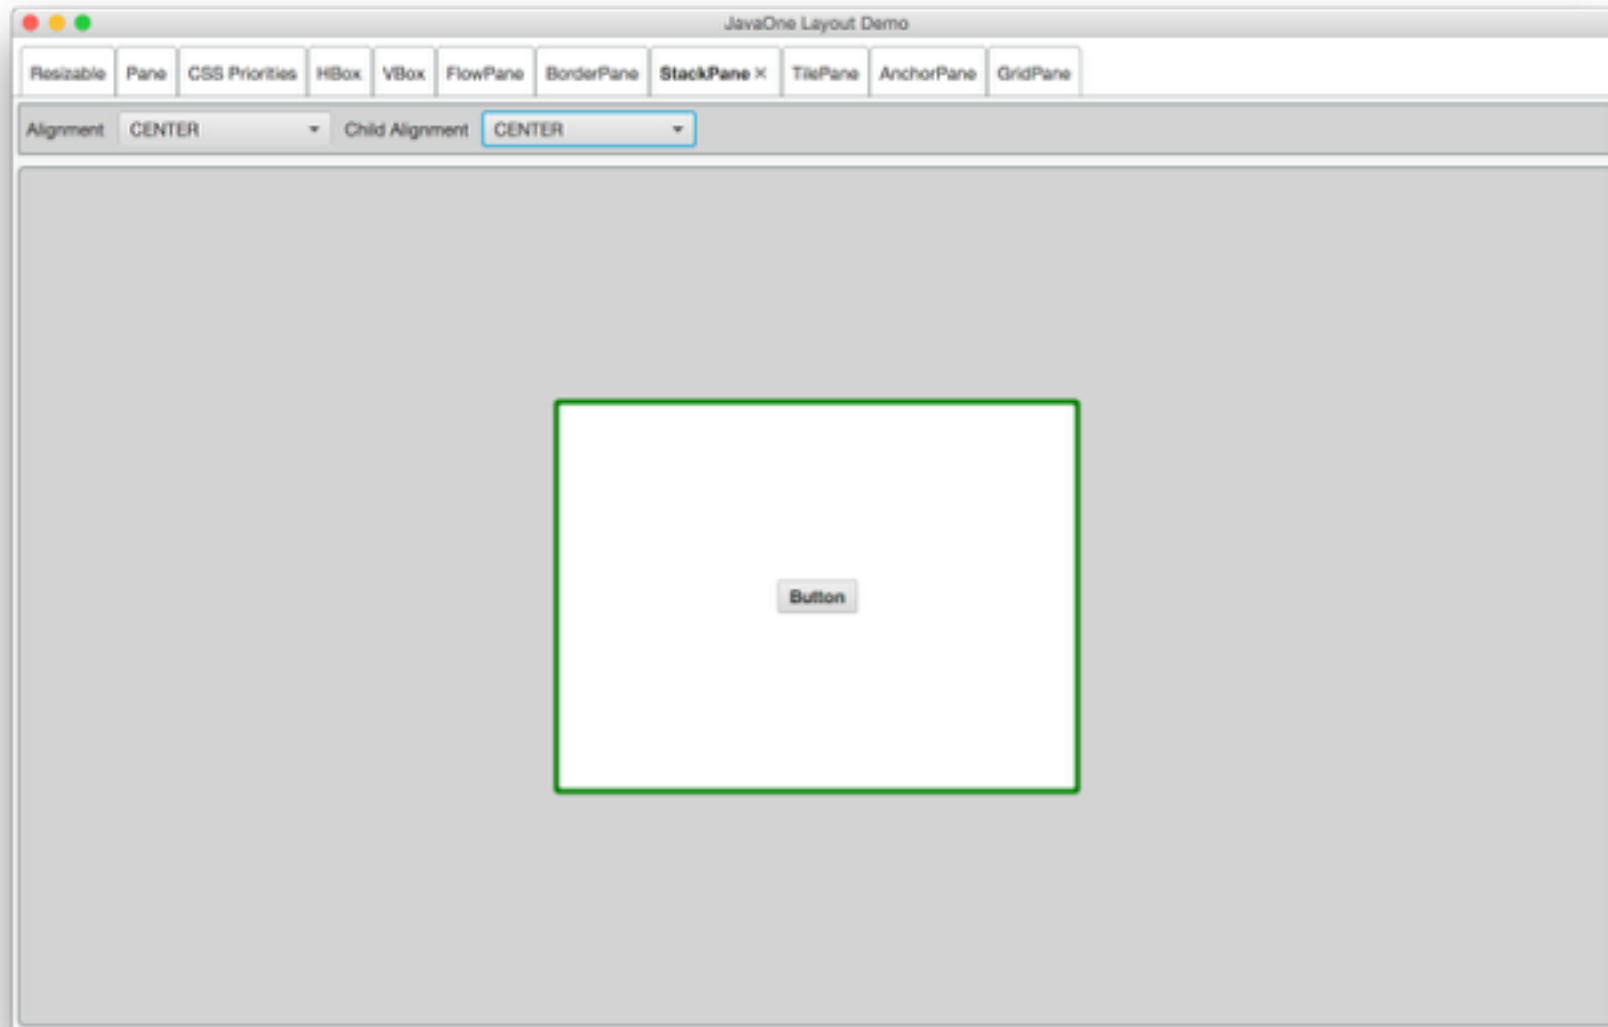 JavaOne Layout Demo
Resizable Pane CSS Priorities HBox VBox FlowPane BorderPane StackPane × TilePane AnchorPane GridPane
Alignment CENTER Child Alignment CENTER
Button